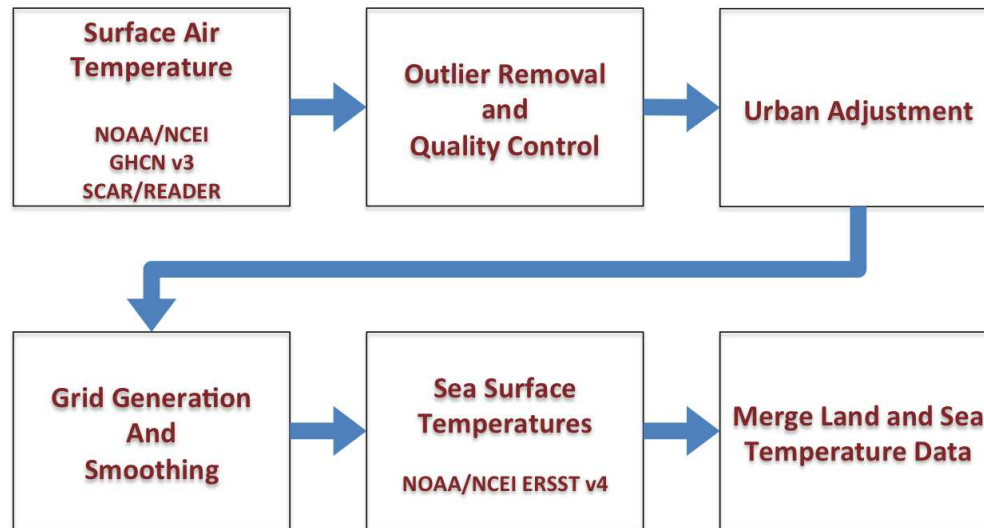 Surface Air
Temperature
NOAA/NCEI
GHCN v3
SCAR/READER
Outlier Removal
and
Quality Control
Urban Adjustment
Grid Generation
And
Smoothing
Sea Surface
Temperatures
NOAA/NCEI ERSST v4
Merge Land and Sea
Temperature Data